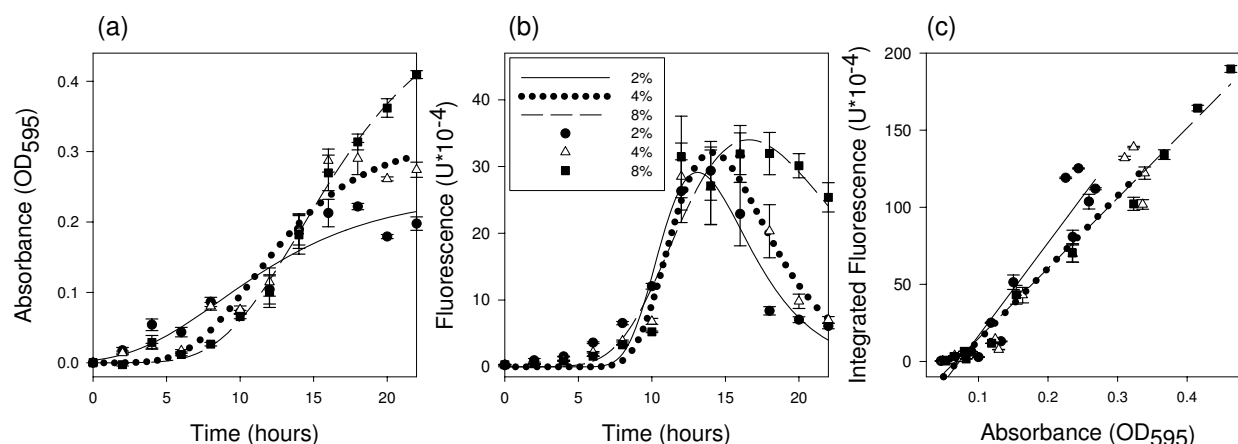 (a)
(b)
(c)
Absorbance (OD595)
0.4
0.3
0.2
0.1
0.0
0 5 10 15 20
Time (hours)
Fluorescence (U*10-4)
40
30
20
10
0
0 5 10 15 20
Time (hours)
2%
4%
8%
2%
4%
8%
Integrated Fluorescence (U*10-4)
200
150
100
50
0
0.1 0.2 0.3 0.4
Absorbance (OD595)